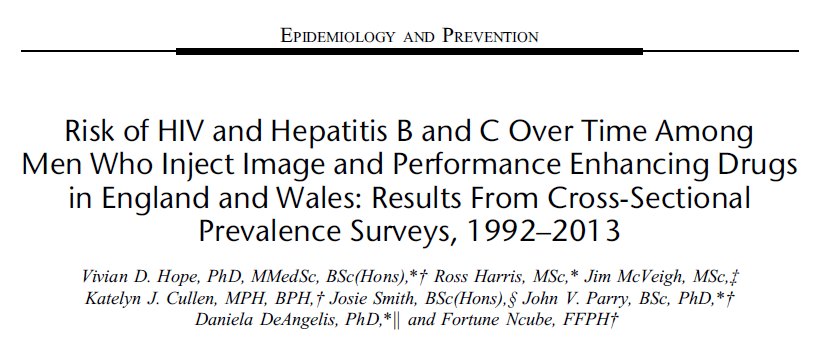 EPIDEMIOLOGY AND PREVENTION
Risk of HIV and Hepatitis B and C Over Time Among
Men Who Inject Image and Performance Enhancing Drugs
in England and Wales: Results From Cross-Sectional
Prevalence Surveys, 1992–2013
Vivian D. Hope, PhD, MMedSc, BSc(Hons),*† Ross Harris, MSc,* Jim McVeigh, MSc,‡
Katelyn J. Cullen, MPH, BPH,† Josie Smith, BSc(Hons),§ John V. Parry, BSc, PhD,*†
Daniela DeAngelis, PhD,*‖ and Fortune Ncube, FFPH†